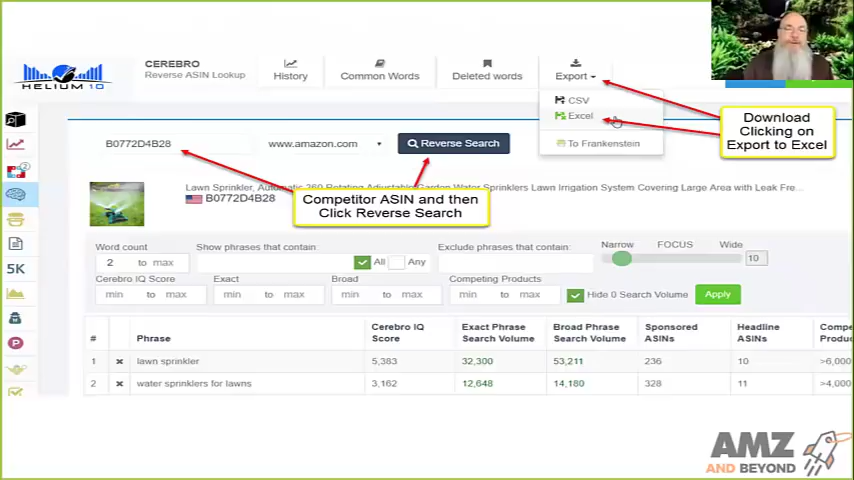 HELIUM 10
CEREBRO
Reverse ASIN Lookup
History
Common Words
Deleted words
Export
CSV
Excel
To Frankenstein
Download
Clicking on
Export to Excel
B0772D4B28
www.amazon.com
Reverse Search
Competitor ASIN and then
Click Reverse Search
Lawn Sprinkler, Automatic 360 Rotating Adjustable Garden Water Sprinklers Lawn Irrigation System Covering Large Area with Leak Fre...
B0772D4B28
Word count
2 to max
Show phrases that contain:
All Any
Exclude phrases that contain:
Narrow FOCUS Wide
10
Cerebro IQ Score
min to max
Exact
min to max
Broad
min to max
Competing Products
min to max
Hide 0 Search Volume
Apply
# Phrase Cerebro IQ Score Exact Phrase Search Volume Broad Phrase Search Volume Sponsored ASINs Headline ASINs Compe Produc
1 lawn sprinkler 5,383 32,300 53,211 236 10 >6,000
2 water sprinklers for lawns 3,162 12,648 14,180 328 11 >4,000
2
5K
P
AMZ
AND BEYOND